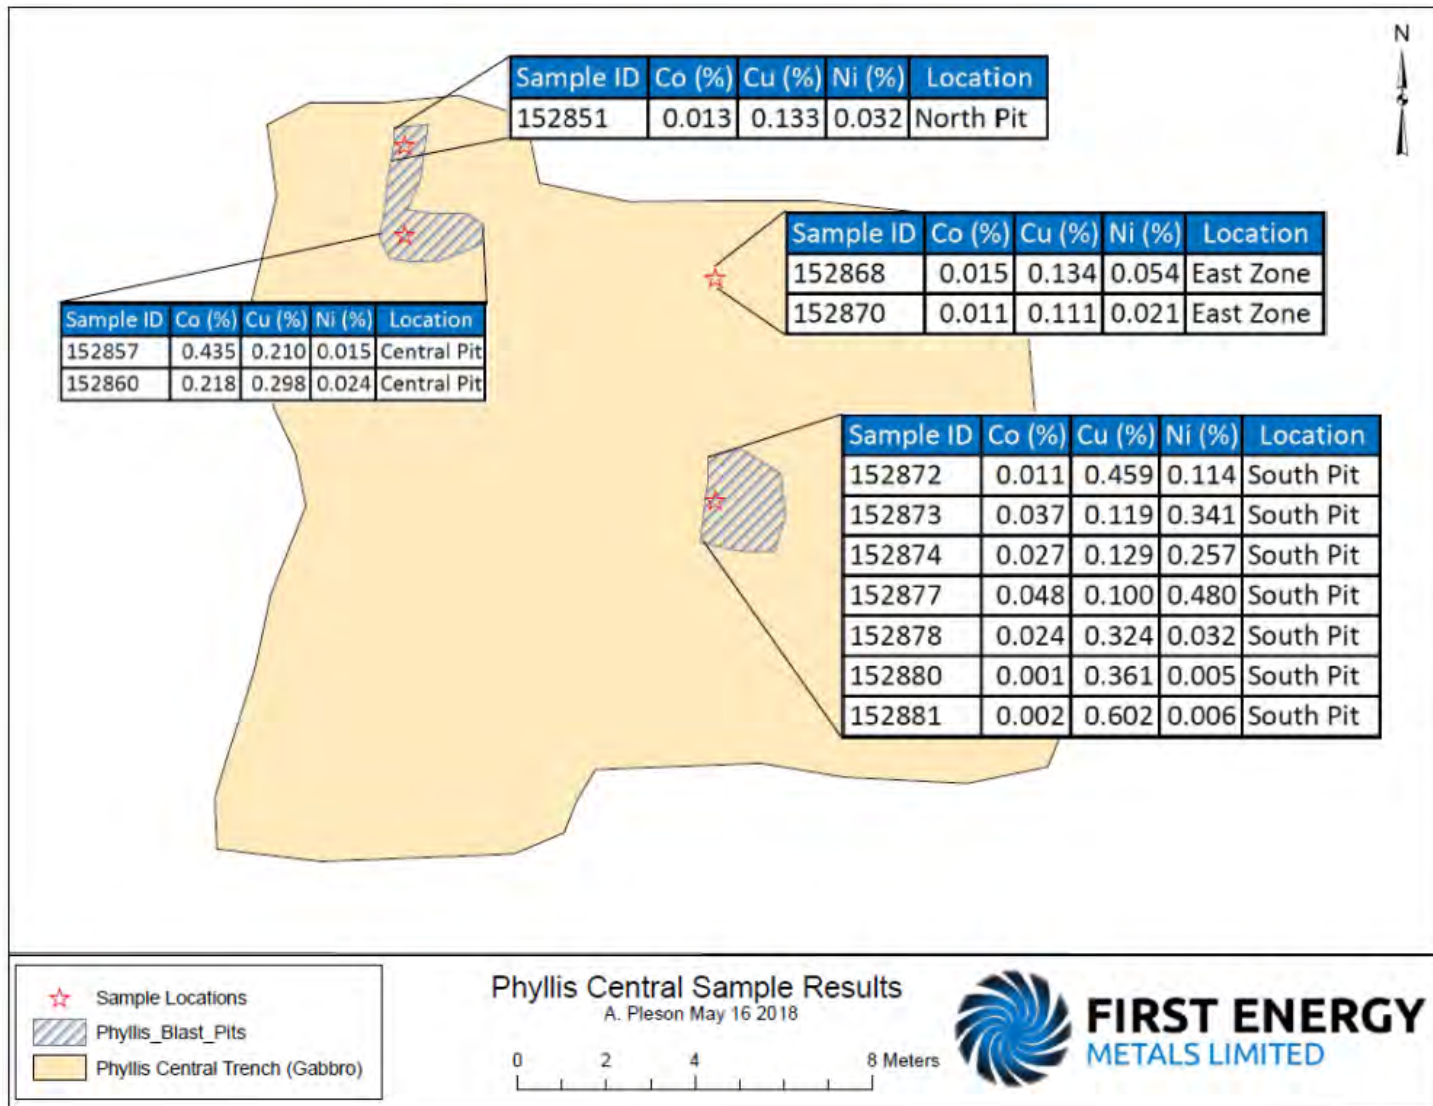 N
Sample ID Co (%) Cu (%) Ni (%) Location
152851 0.013 0.133 0.032 North Pit
Sample ID Co (%) Cu (%) Ni (%) Location
152868 0.015 0.134 0.054 East Zone
152870 0.011 0.111 0.021 East Zone
Sample ID Co (%) Cu (%) Ni (%) Location
152857 0.435 0.210 0.015 Central Pit
152860 0.218 0.298 0.024 Central Pit
Sample ID Co (%) Cu (%) Ni (%) Location
152872 0.011 0.459 0.114 South Pit
152873 0.037 0.119 0.341 South Pit
152874 0.027 0.129 0.257 South Pit
152877 0.048 0.100 0.480 South Pit
152878 0.024 0.324 0.032 South Pit
152880 0.001 0.361 0.005 South Pit
152881 0.002 0.602 0.006 South Pit
Sample Locations
Phyllis_Blast_Pits
Phyllis Central Trench (Gabbro)
Phyllis Central Sample Results
A. Pleson May 16 2018
0 2 4 8 Meters
FIRST ENERGY
METALS LIMITED